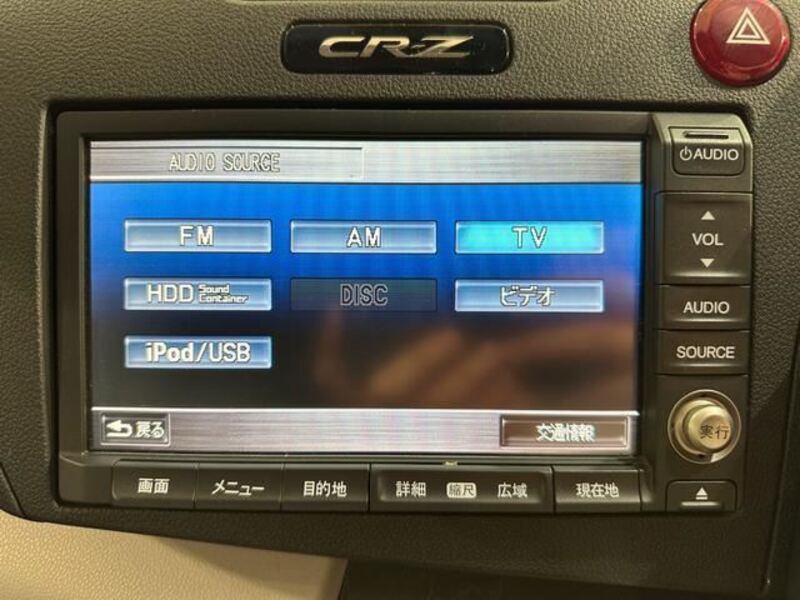 CR-Z
AUDIO SOURCE
AUDIO
FM AM TV
VOL
HDD Sound Container DISC ビデオ
AUDIO
iPod/USB
SOURCE
戻る 交通情報
実行
画面 メニュー 目的地 詳細 縮尺 広域 現在地